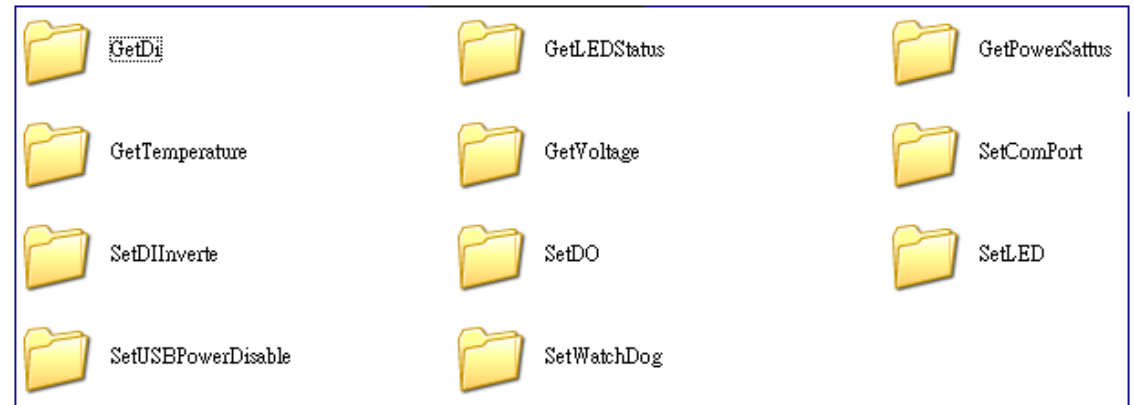 GetDi
GetLEDStatus
GetPowerSattus
GetTemperature
GetVoltage
SetComPort
SetDIInverte
SetDO
SetLED
SetUSBPowerDisable
SetWatchDog